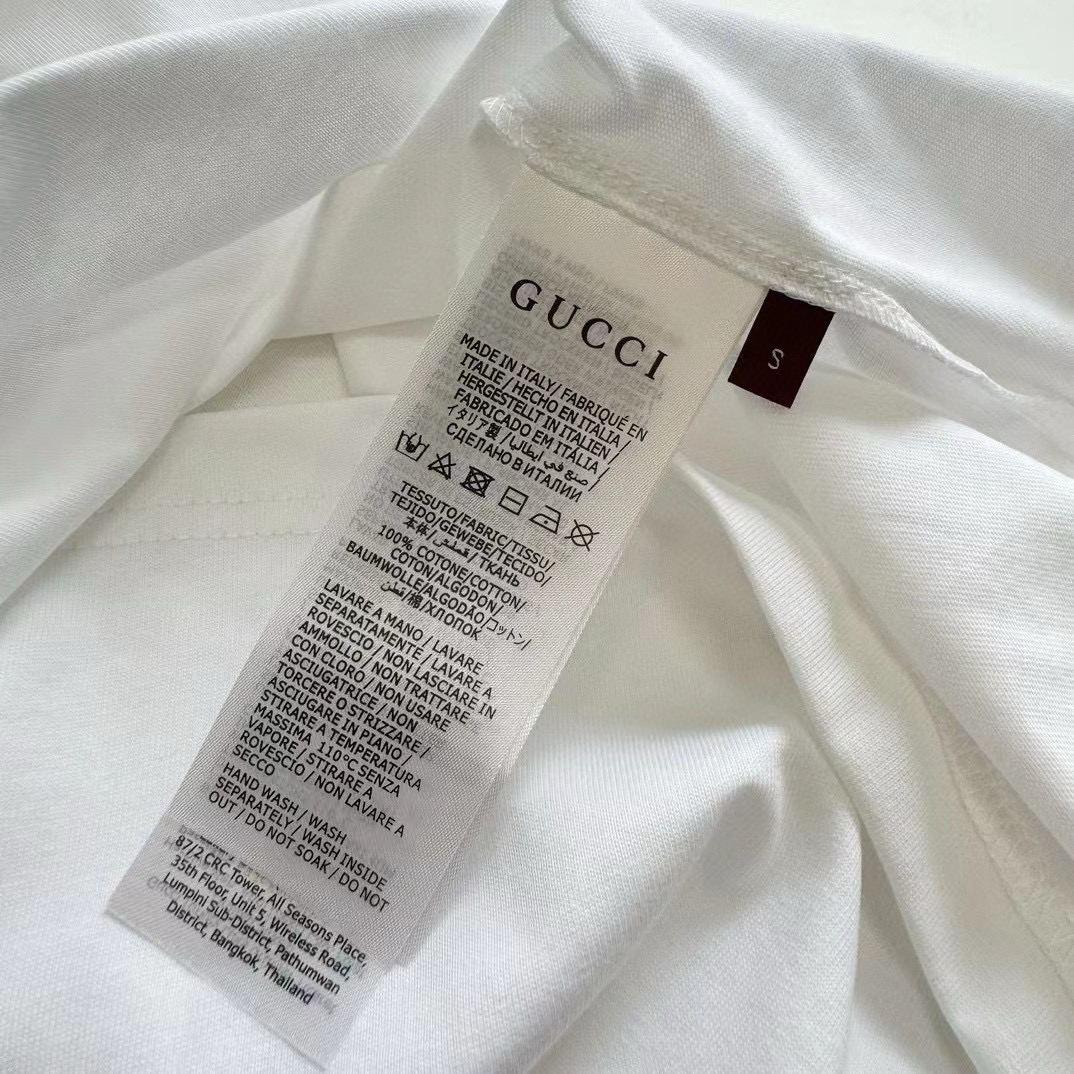 GUCCI
MADE IN ITALY/ FABRIQUÉ EN
ITALIE / HECHO EN ITALIA /
HERGESTELLT IN ITALIEN
FABRICADO EM ITÁLIA /
イタリア製 / صنع في ايطاليا /
СДЕЛАНО В ИТАЛИИ
TESSUTO/FABRIC/TISSU/
TEJIDO/GEWEBE/TECIDO/
本体/ / ТКАНЬ
100% COTONE/COTTON/
COTON/ALGODON/
BAUMWOLLE/ALGODÃO/コットン/
قطن/棉/ХЛОПОК
LAVARE A MANO / LAVARE
SEPARATAMENTE / LAVARE A
ROVESCIO / NON LASCIARE IN
AMMOLLO / NON TRATTARE
CON CLORO / NON USARE
ASCIUGATRICE / NON
TORCERE O STRIZZARE /
ASCIUGARE IN PIANO /
STIRARE A TEMPERATURA
MASSIMA 110°C SENZA
VAPORE / STIRARE A
ROVESCIO / NON LAVARE A
SECCO
HAND WASH / WASH
SEPARATELY / WASH INSIDE
OUT / DO NOT SOAK / DO NOT
87/2 CRC Tower, All Seasons Place,
35th Floor, Unit 5, Wireless Road,
Lumpini Sub-District, Pathumwan
District, Bangkok, Thailand
S